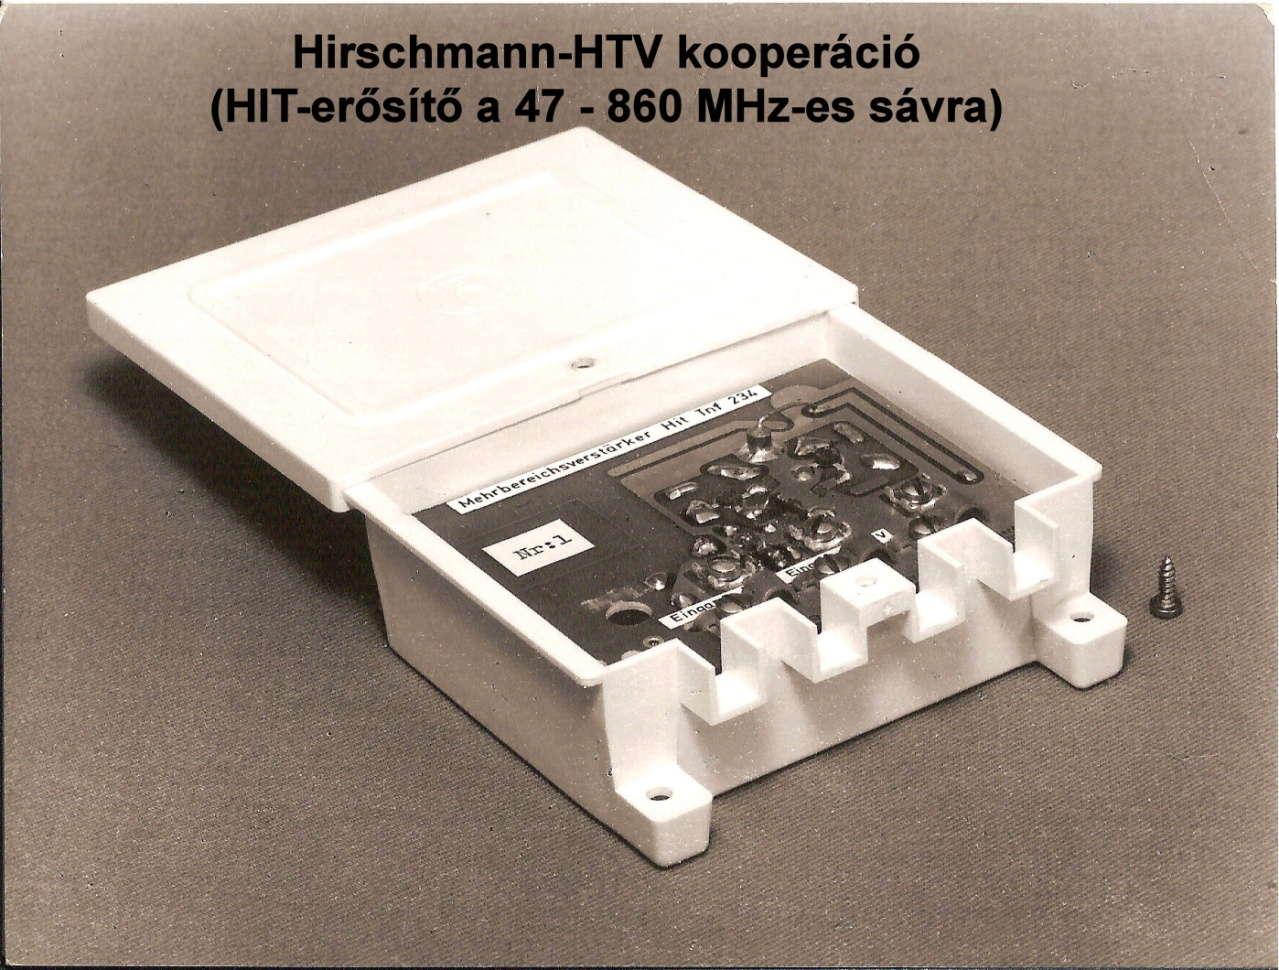 Hirschmann-HTV kooperáció
(HIT-erősítő a 47 - 860 MHz-es sávra)
Mehrbereichsverstärker Hit Tnf 234
Nr:1
V